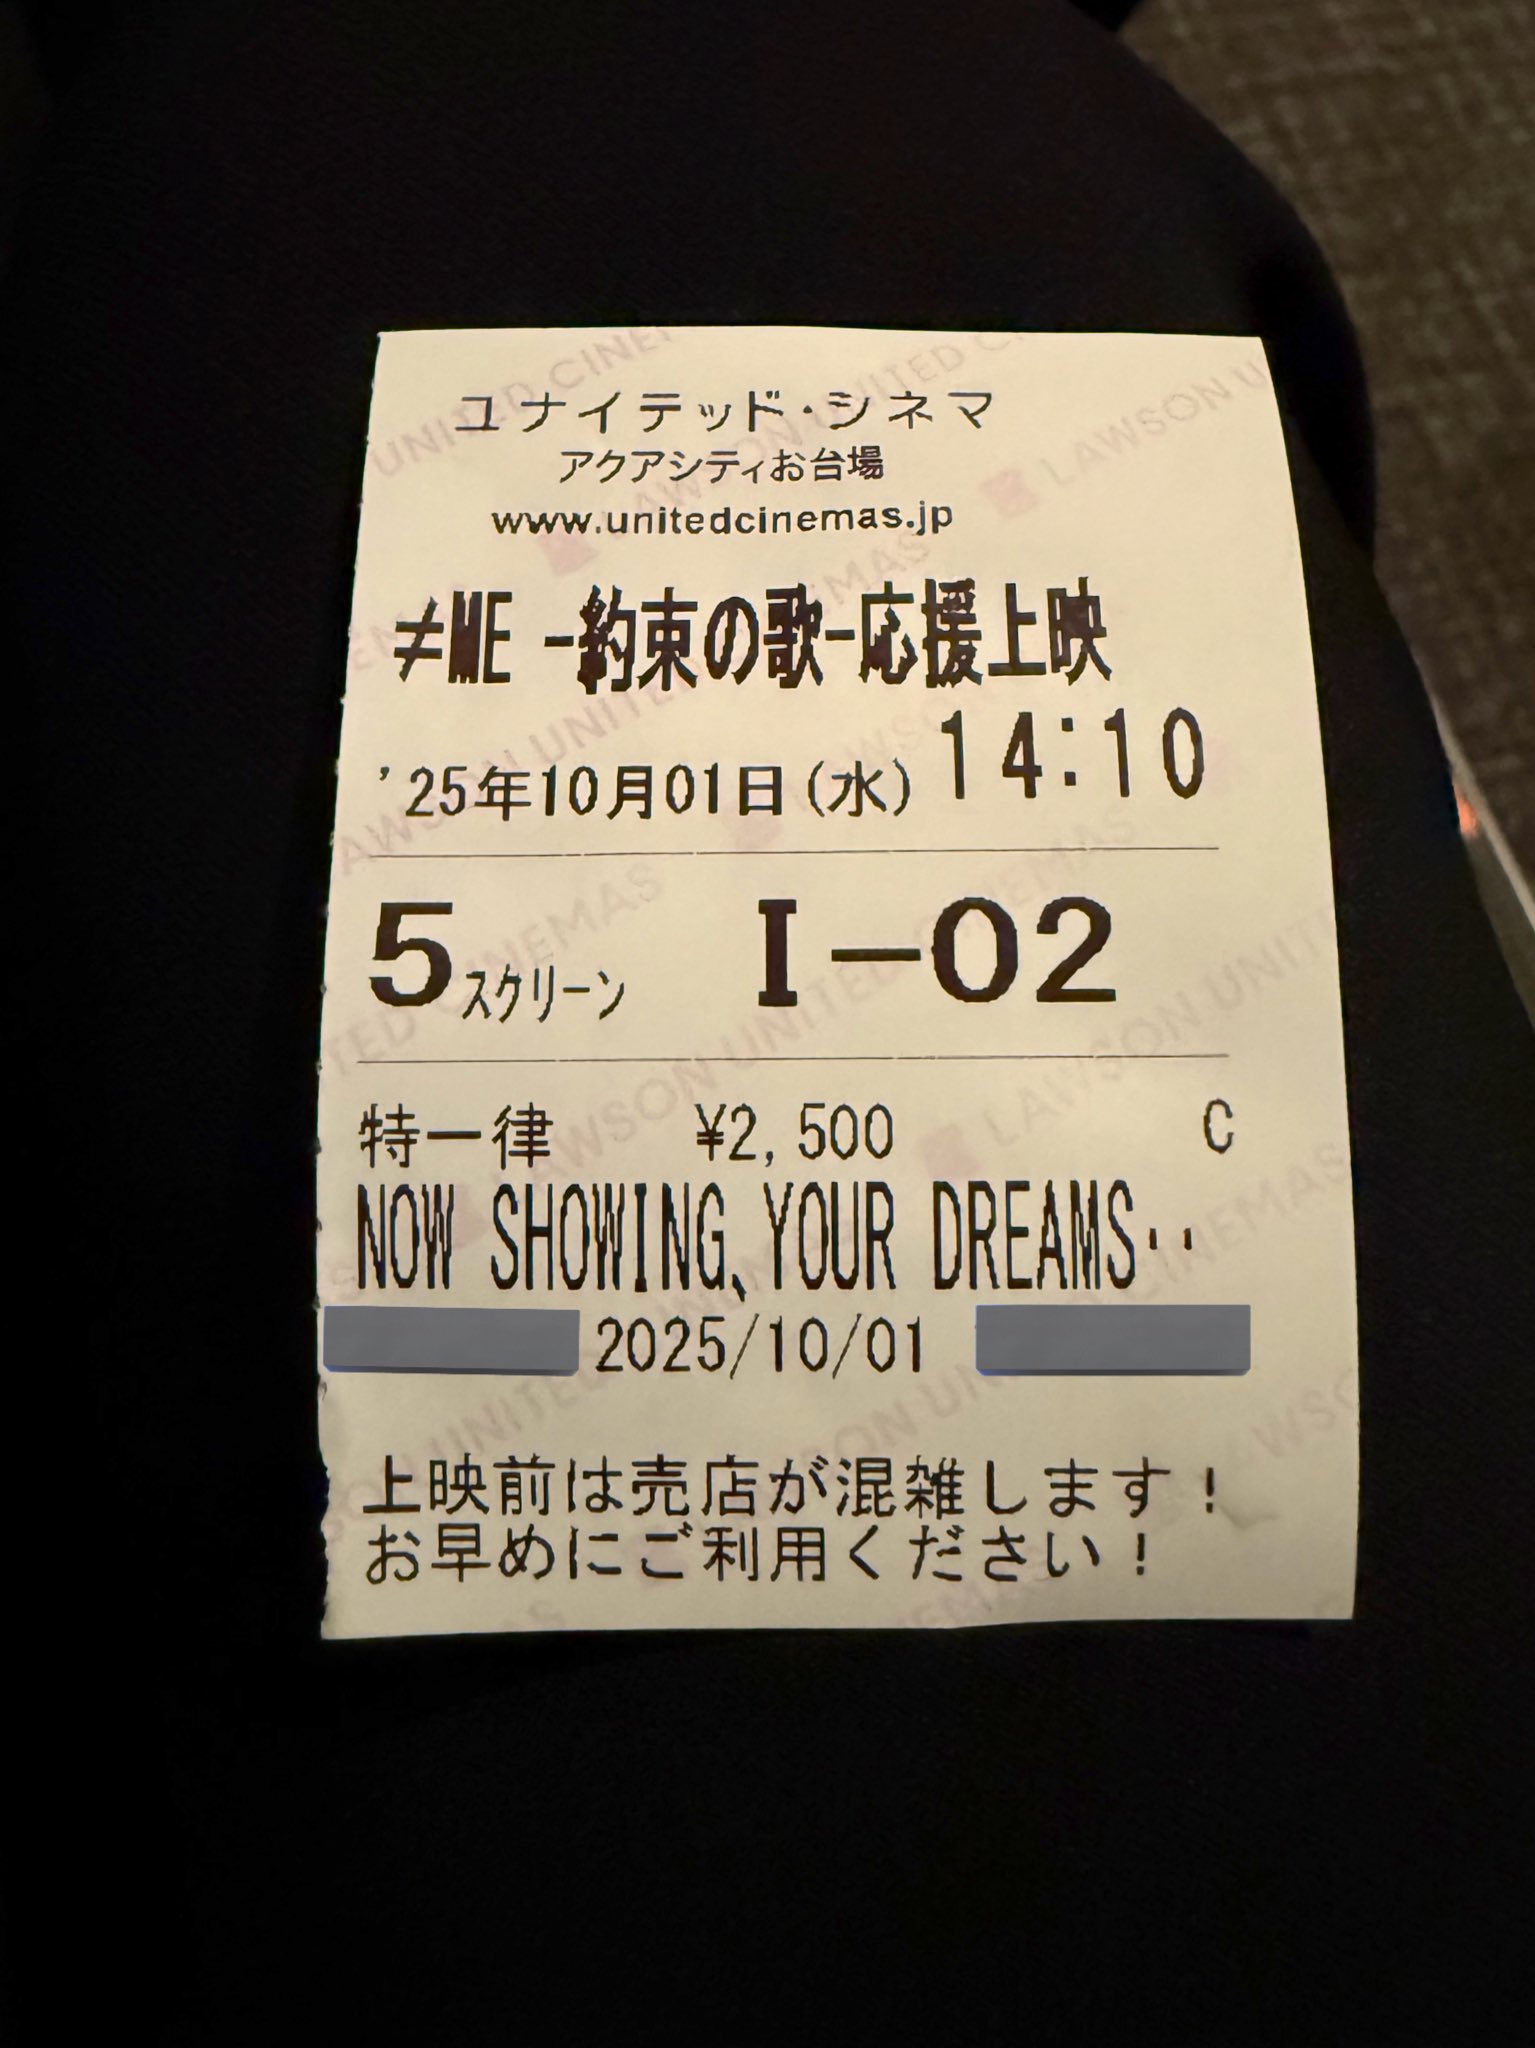 ユナイテッド・シネマ
アクアシティお台場
www.unitedcinemas.jp
≠ME -約束の歌-応援上映
'25年10月01日(水) 14:10
5スクリーン I-02
特一律 ¥2,500 C
NOW SHOWING、YOUR DREAMS‥
2025/10/01
上映前は売店が混雑します！
お早めにご利用ください！
LAWSON UNITED CINEMAS